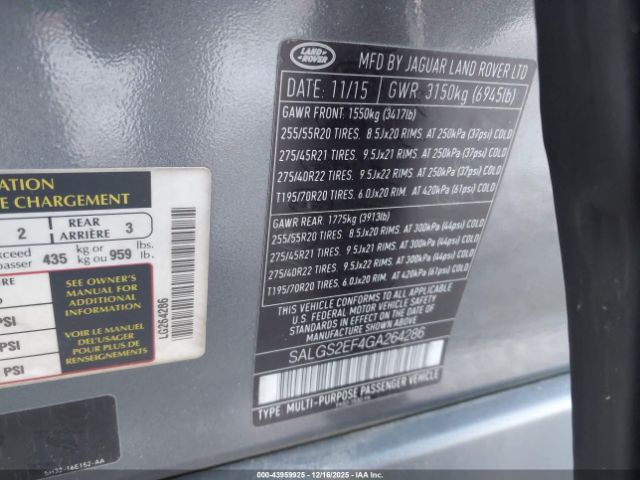 LAND
ROVER
MFD BY JAGUAR LAND ROVER LTD
DATE: 11/15 GWR: 3150kg (6945lb)
GAWR FRONT: 1550kg (3417lb)
255/55R20 TIRES. 8.5Jx20 RIMS. AT 250kPa (37psi) COLD
275/45R21 TIRES. 9.5Jx21 RIMS. AT 250kPa (37psi) COLD
275/40R22 TIRES. 9.5Jx22 RIMS. AT 250kPa (37psi) COLD
T195/70R20 TIRES. 6.0Jx20 RIM. AT 420kPa (61psi) COLD
GAWR REAR: 1775kg (3913lb)
255/55R20 TIRES. 8.5Jx20 RIMS. AT 300kPa (44psi) COLD
275/45R21 TIRES. 9.5Jx21 RIMS. AT 300kPa (44psi) COLD
275/40R22 TIRES. 9.5Jx22 RIMS. AT 300kPa (44psi) COLD
T195/70R20 TIRES. 6.0Jx20 RIM. AT 420kPa (61psi) COLD
THIS VEHICLE CONFORMS TO ALL APPLICABLE
U.S. FEDERAL MOTOR VEHICLE SAFETY
STANDARDS IN EFFECT ON THE DATE OF
MANUFACTURE SHOWN ABOVE
SALGS2EF4GA264286
TYPE: MULTI-PURPOSE PASSENGER VEHICLE
ATION
E CHARGEMENT
2 REAR ARRIÈRE 3
exceed
passer 435 kg or kg ou 959 lbs. lb.
SEE OWNER'S
MANUAL FOR
ADDITIONAL
INFORMATION
PSI
VOIR LE MANUEL
DEL'USAGER
POUR PLUS DE
RENSEIGNEMENTS
PSI
PSI
LG264286
5H32-16E152-AA
© 43959925 - 12/16/2025 - IAAI.COM